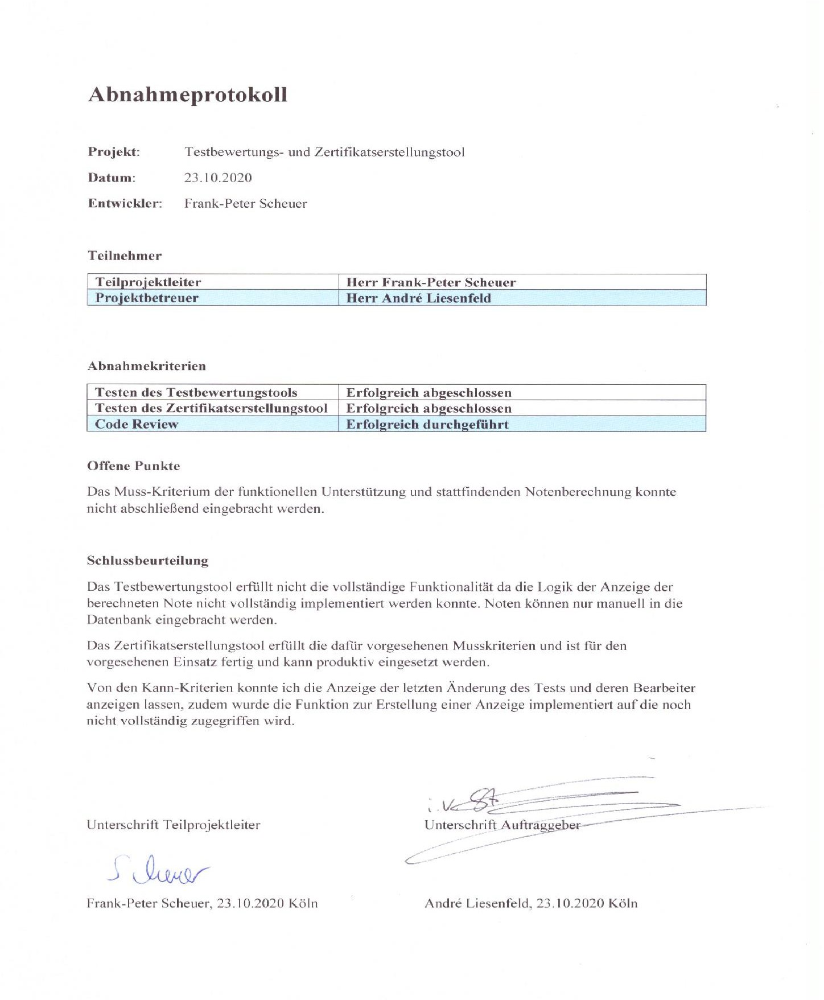 Abnahmeprotokoll
Projekt: Testbewertungs- und Zertifikatserstellungstool
Datum: 23.10.2020
Entwickler: Frank-Peter Scheuer
Teilnehmer
Teilprojektleiter Herr Frank-Peter Scheuer
Projektbetreuer Herr André Liesenfeld
Abnahmekriterien
Testen des Testbewertungstools Erfolgreich abgeschlossen
Testen des Zertifikatserstellungstool Erfolgreich abgeschlossen
Code Review Erfolgreich durchgeführt
Offene Punkte
Das Muss-Kriterium der funktionellen Unterstützung und stattfindenden Notenberechnung konnte
nicht abschließend eingebracht werden.
Schlussbeurteilung
Das Testbewertungstool erfüllt nicht die vollständige Funktionalität da die Logik der Anzeige der
berechneten Note nicht vollständig implementiert werden konnte. Noten können nur manuell in die
Datenbank eingebracht werden.
Das Zertifikatserstellungstool erfüllt die dafür vorgesehenen Musskriterien und ist für den
vorgesehenen Einsatz fertig und kann produktiv eingesetzt werden.
Von den Kann-Kriterien konnte ich die Anzeige der letzten Änderung des Tests und deren Bearbeiter
anzeigen lassen, zudem wurde die Funktion zur Erstellung einer Anzeige implementiert auf die noch
nicht vollständig zugegriffen wird.
i.V.
Unterschrift Teilprojektleiter Unterschrift Auftraggeber
Scheuer
Frank-Peter Scheuer, 23.10.2020 Köln André Liesenfeld, 23.10.2020 Köln